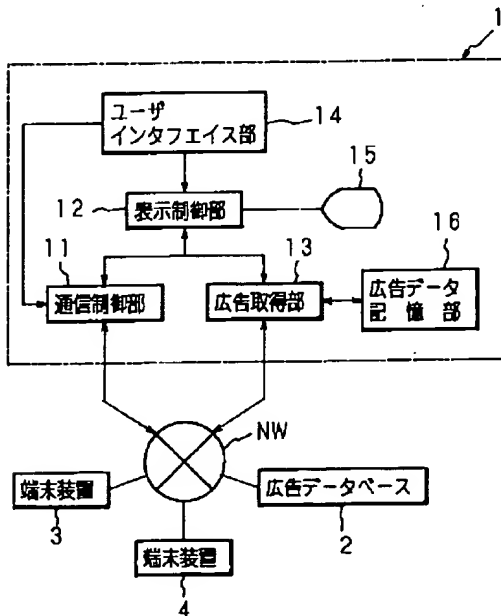 1
ユーザ
インタフェイス部
14
15
12
表示制御部
11
13
16
通信制御部
広告取得部
広告データ
記憶部
NW
端末装置
3
広告データベース
2
端末装置
4